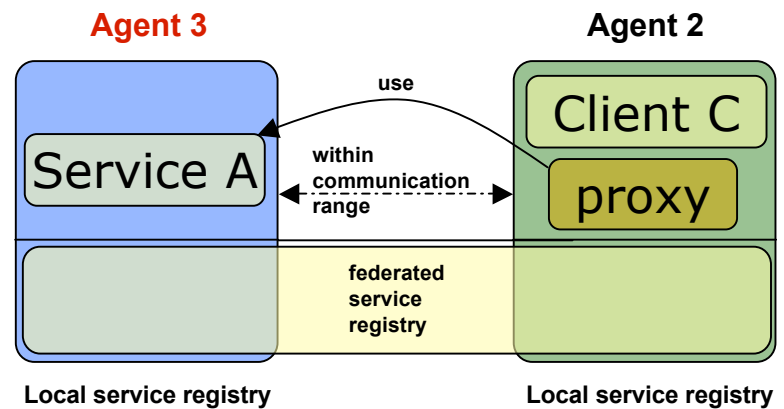 Agent 3
Agent 2
use
Client C
Service A
within
communication
range
proxy
federated
service
registry
Local service registry
Local service registry